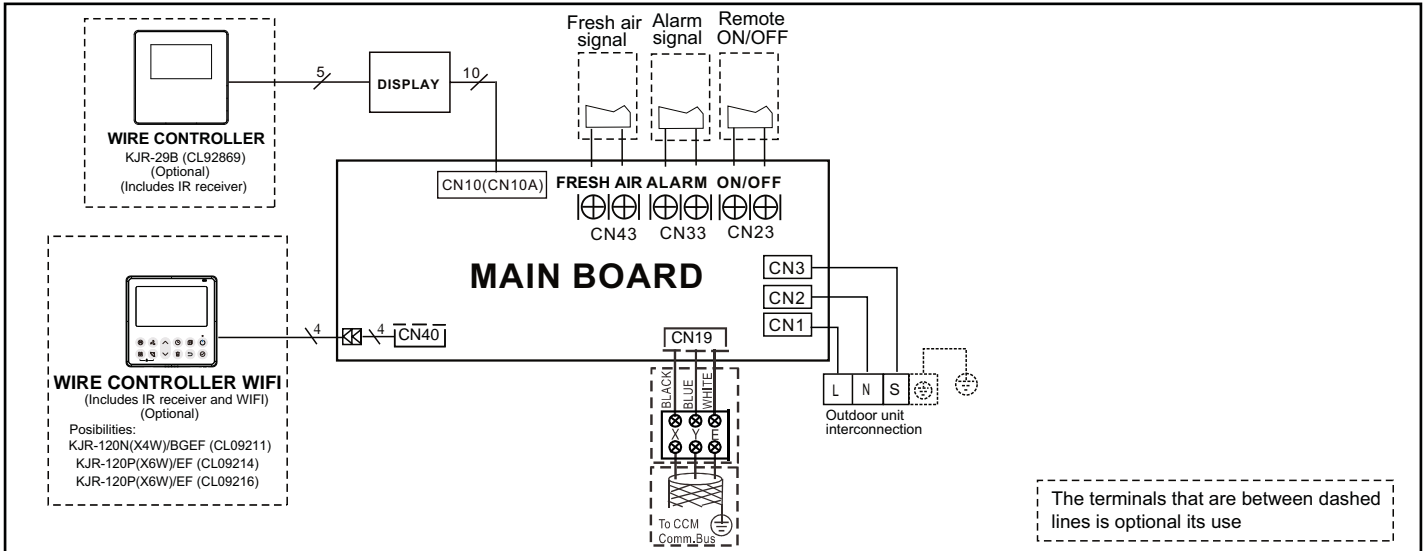 WIRE CONTROLLER
KJR-29B (CL92869)
(Optional)
(Includes IR receiver)
5
DISPLAY
10
Fresh air
signal
Alarm
signal
Remote
ON/OFF
CN10(CN10A)
FRESH AIR ALARM ON/OFF
CN43 CN33 CN23
MAIN BOARD
CN3
CN2
CN1
WIRE CONTROLLER WIFI
(Includes IR receiver and WIFI)
(Optional)
Posibilities:
KJR-120N(X4W)/BGEF (CL09211)
KJR-120P(X6W)/EF (CL09214)
KJR-120P(X6W)/EF (CL09216)
4
4
CN40
CN19
BLACK
BLUE
WHITE
X Y E
To CCM
Comm.Bus
L N S
Outdoor unit
interconnection
The terminals that are between dashed
lines is optional its use